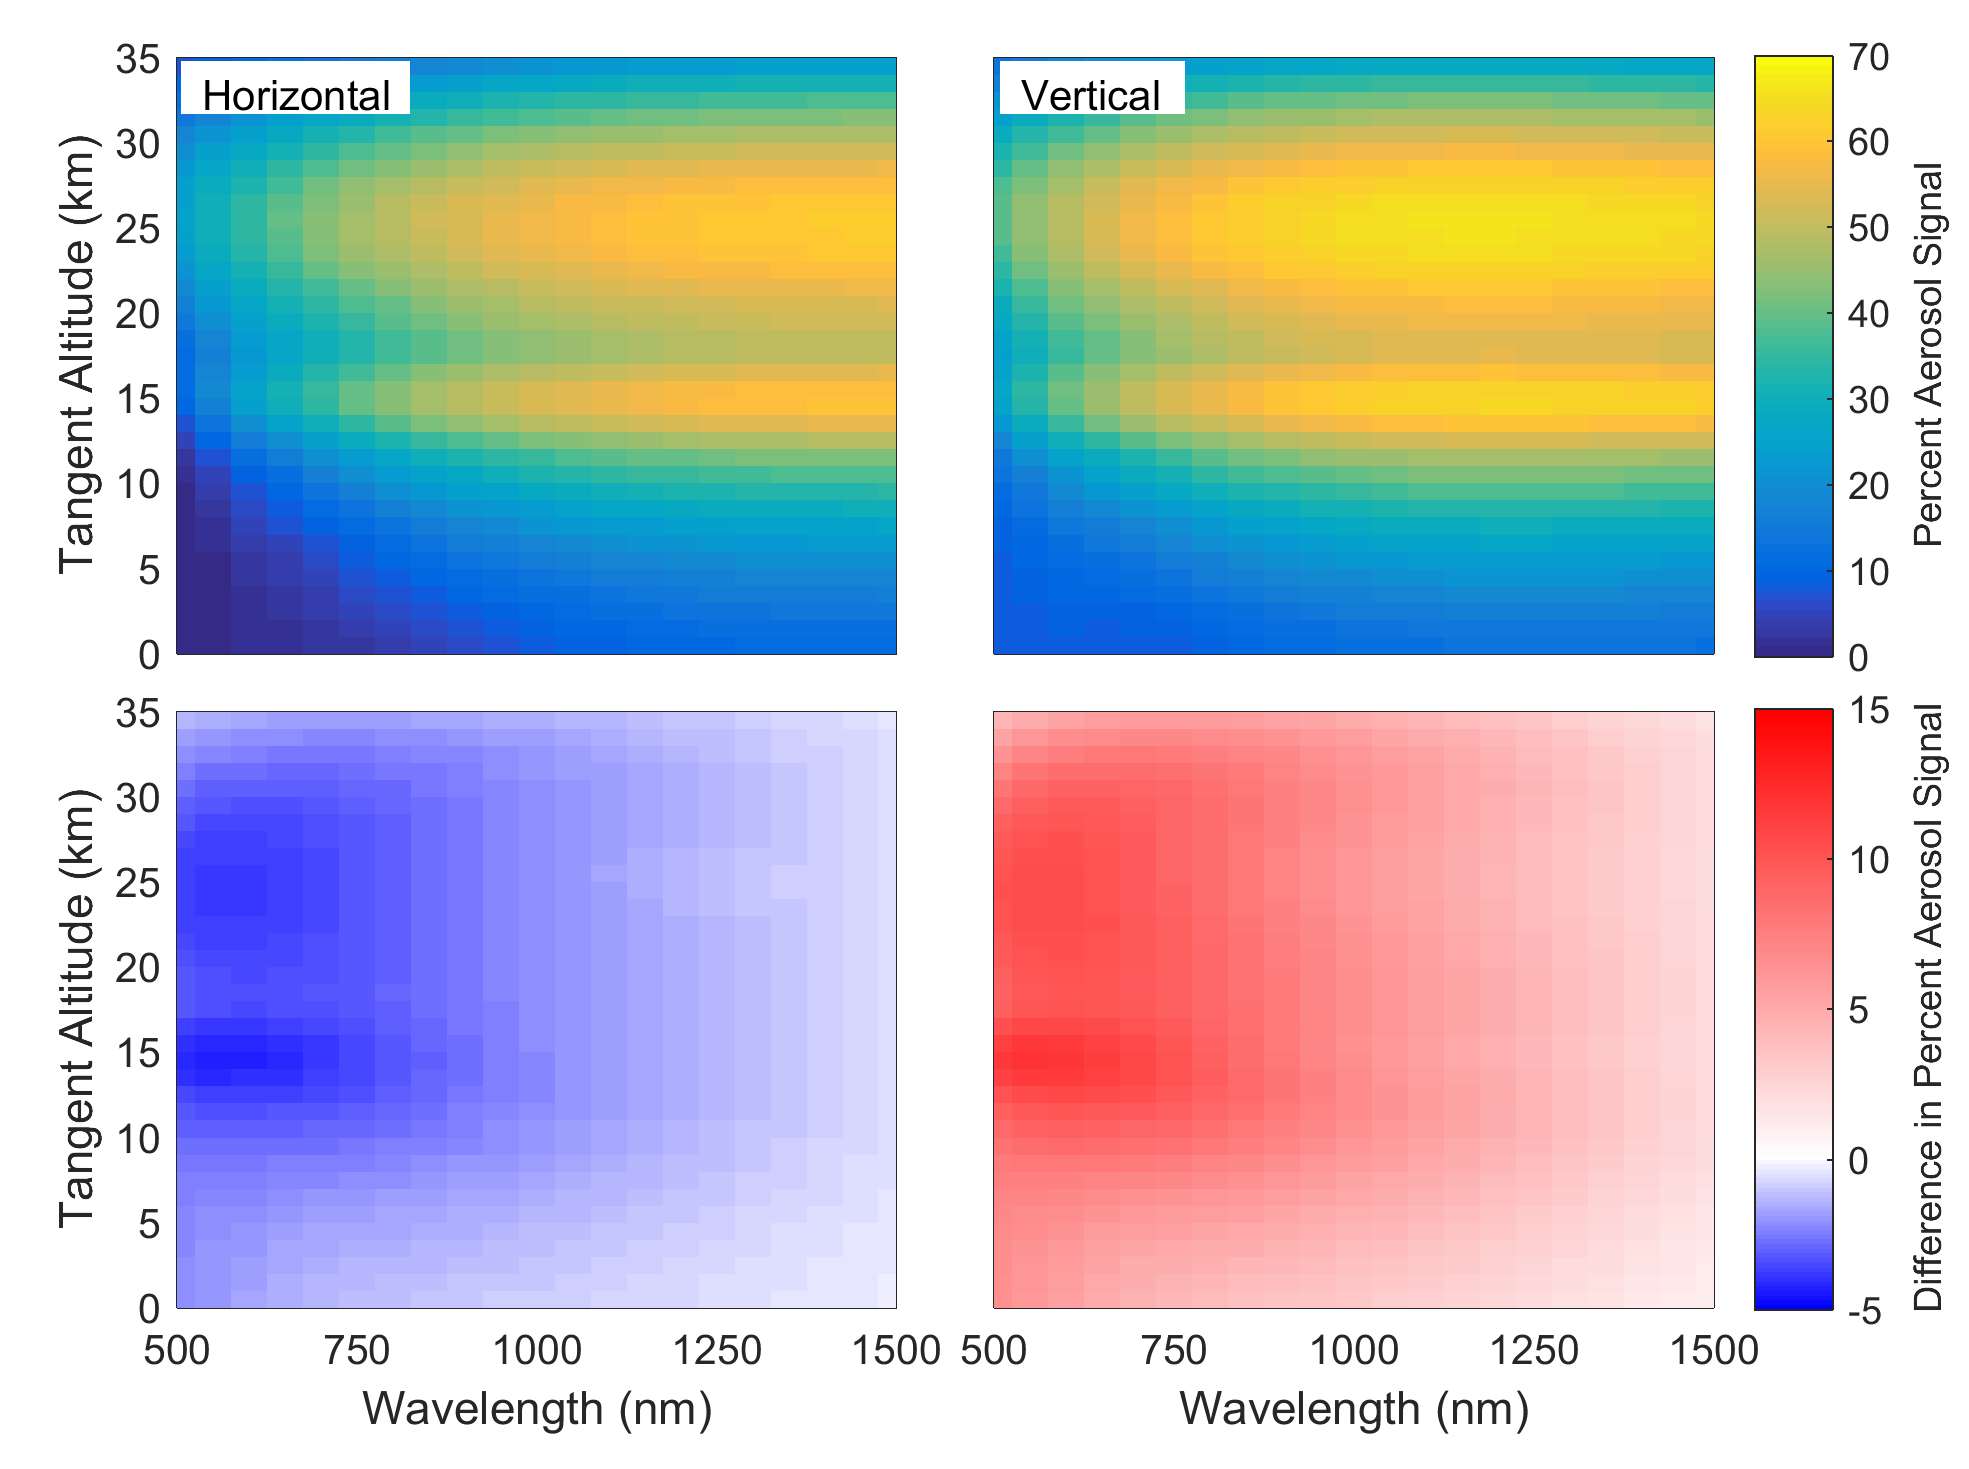 Horizontal
Vertical
35
30
25
20
15
10
5
0
Tangent Altitude (km)
70
60
50
40
30
20
10
0
Percent Aerosol Signal
35
30
25
20
15
10
5
0
Tangent Altitude (km)
15
10
5
0
-5
Difference in Percent Aerosol Signal
500 750 1000 1250 1500
500 750 1000 1250 1500
Wavelength (nm)
Wavelength (nm)